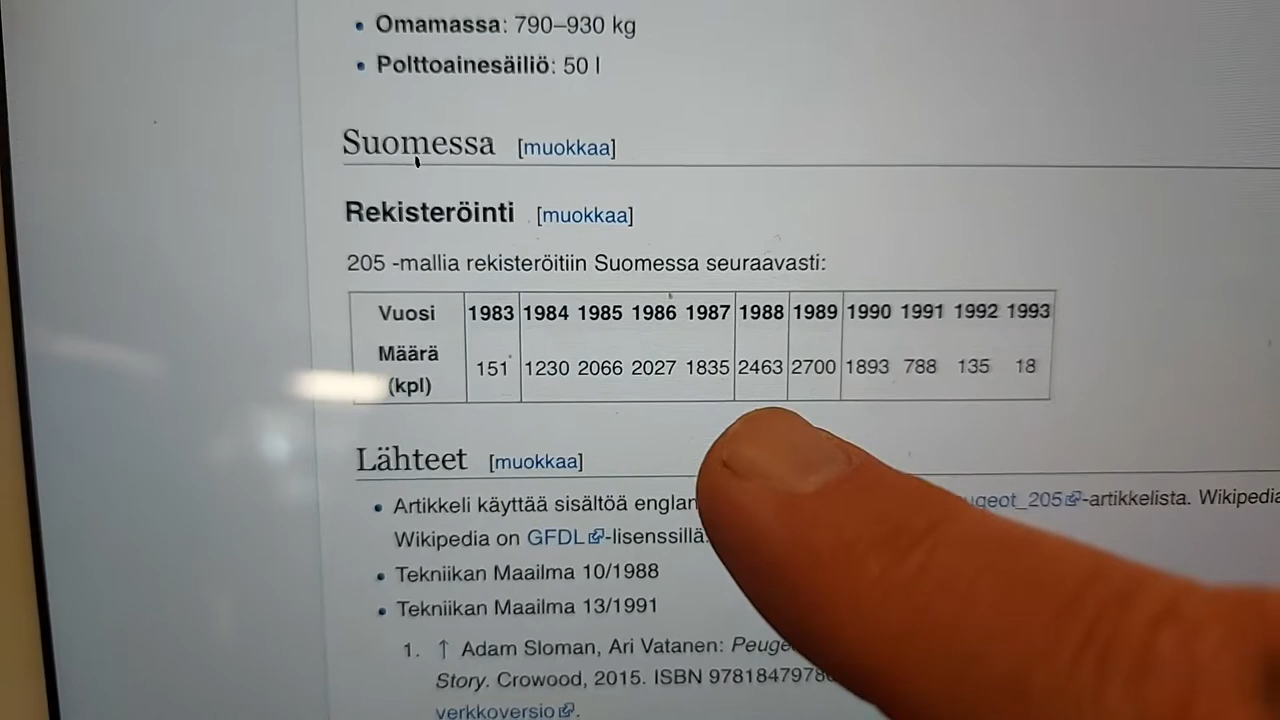 Omamassa: 790–930 kg
Polttoainesäiliö: 50 l
Suomessa [muokkaa]
Rekisteröinti [muokkaa]
205 -mallia rekisteröitiin Suomessa seuraavasti:
Vuosi 1983 1984 1985 1986 1987 1988 1989 1990 1991 1992 1993
Määrä (kpl) 151 1230 2066 2027 1835 2463 2700 1893 788 135 18
Lähteet [muokkaa]
Artikkeli käyttää sisältöä -artikkelista. Wikipedia
Wikipedia on GFDL-lisenssillä.
Tekniikan Maailma 10/1988
Tekniikan Maailma 13/1991
1. ↑ Adam Sloman, Ari Vatanen:
Story. Crowood, 2015. ISBN
verkkoversio.